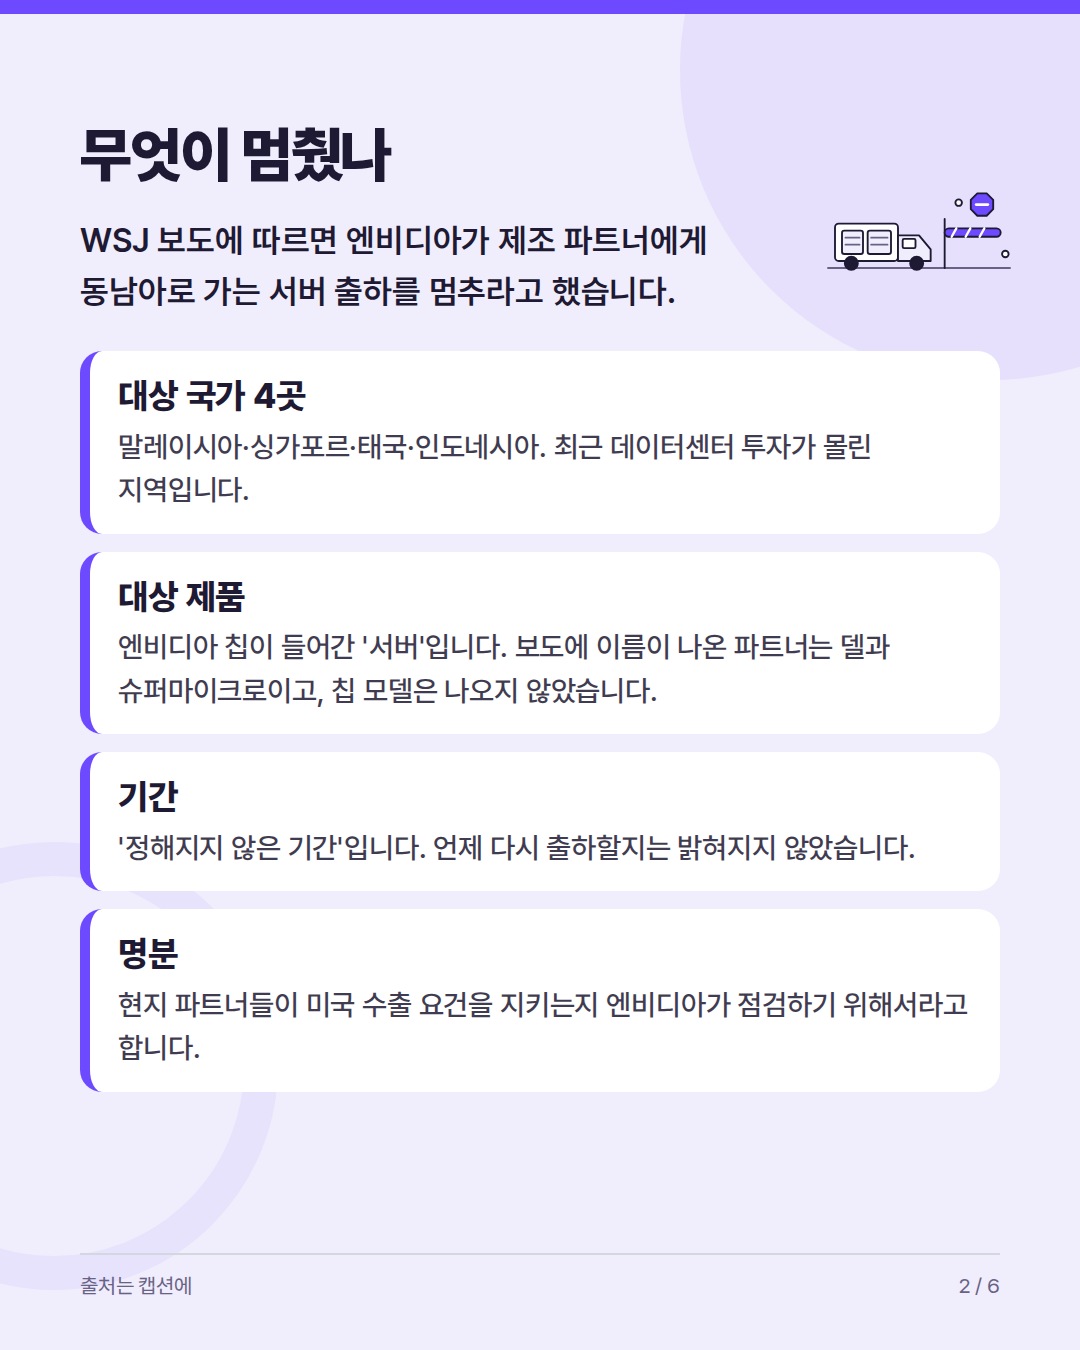 무엇이 멈췄나
WSJ 보도에 따르면 엔비디아가 제조 파트너에게
동남아로 가는 서버 출하를 멈추라고 했습니다.
대상 국가 4곳
말레이시아·싱가포르·태국·인도네시아. 최근 데이터센터 투자가 몰린
지역입니다.
대상 제품
엔비디아 칩이 들어간 '서버'입니다. 보도에 이름이 나온 파트너는 델과
슈퍼마이크로이고, 칩 모델은 나오지 않았습니다.
기간
'정해지지 않은 기간'입니다. 언제 다시 출하할지는 밝혀지지 않았습니다.
명분
현지 파트너들이 미국 수출 요건을 지키는지 엔비디아가 점검하기 위해서라고
합니다.
출처는 캡션에
2 / 6